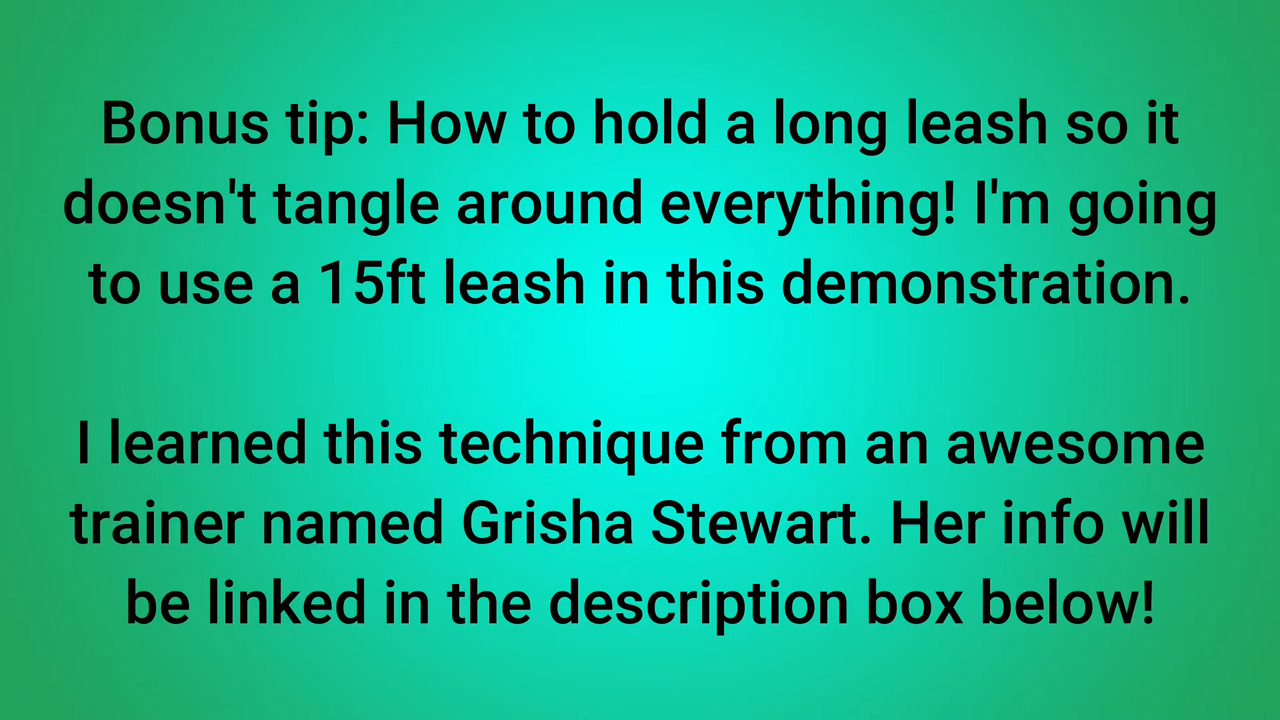 Bonus tip: How to hold a long leash so it
doesn't tangle around everything! I'm going
to use a 15ft leash in this demonstration.
I learned this technique from an awesome
trainer named Grisha Stewart. Her info will
be linked in the description box below!